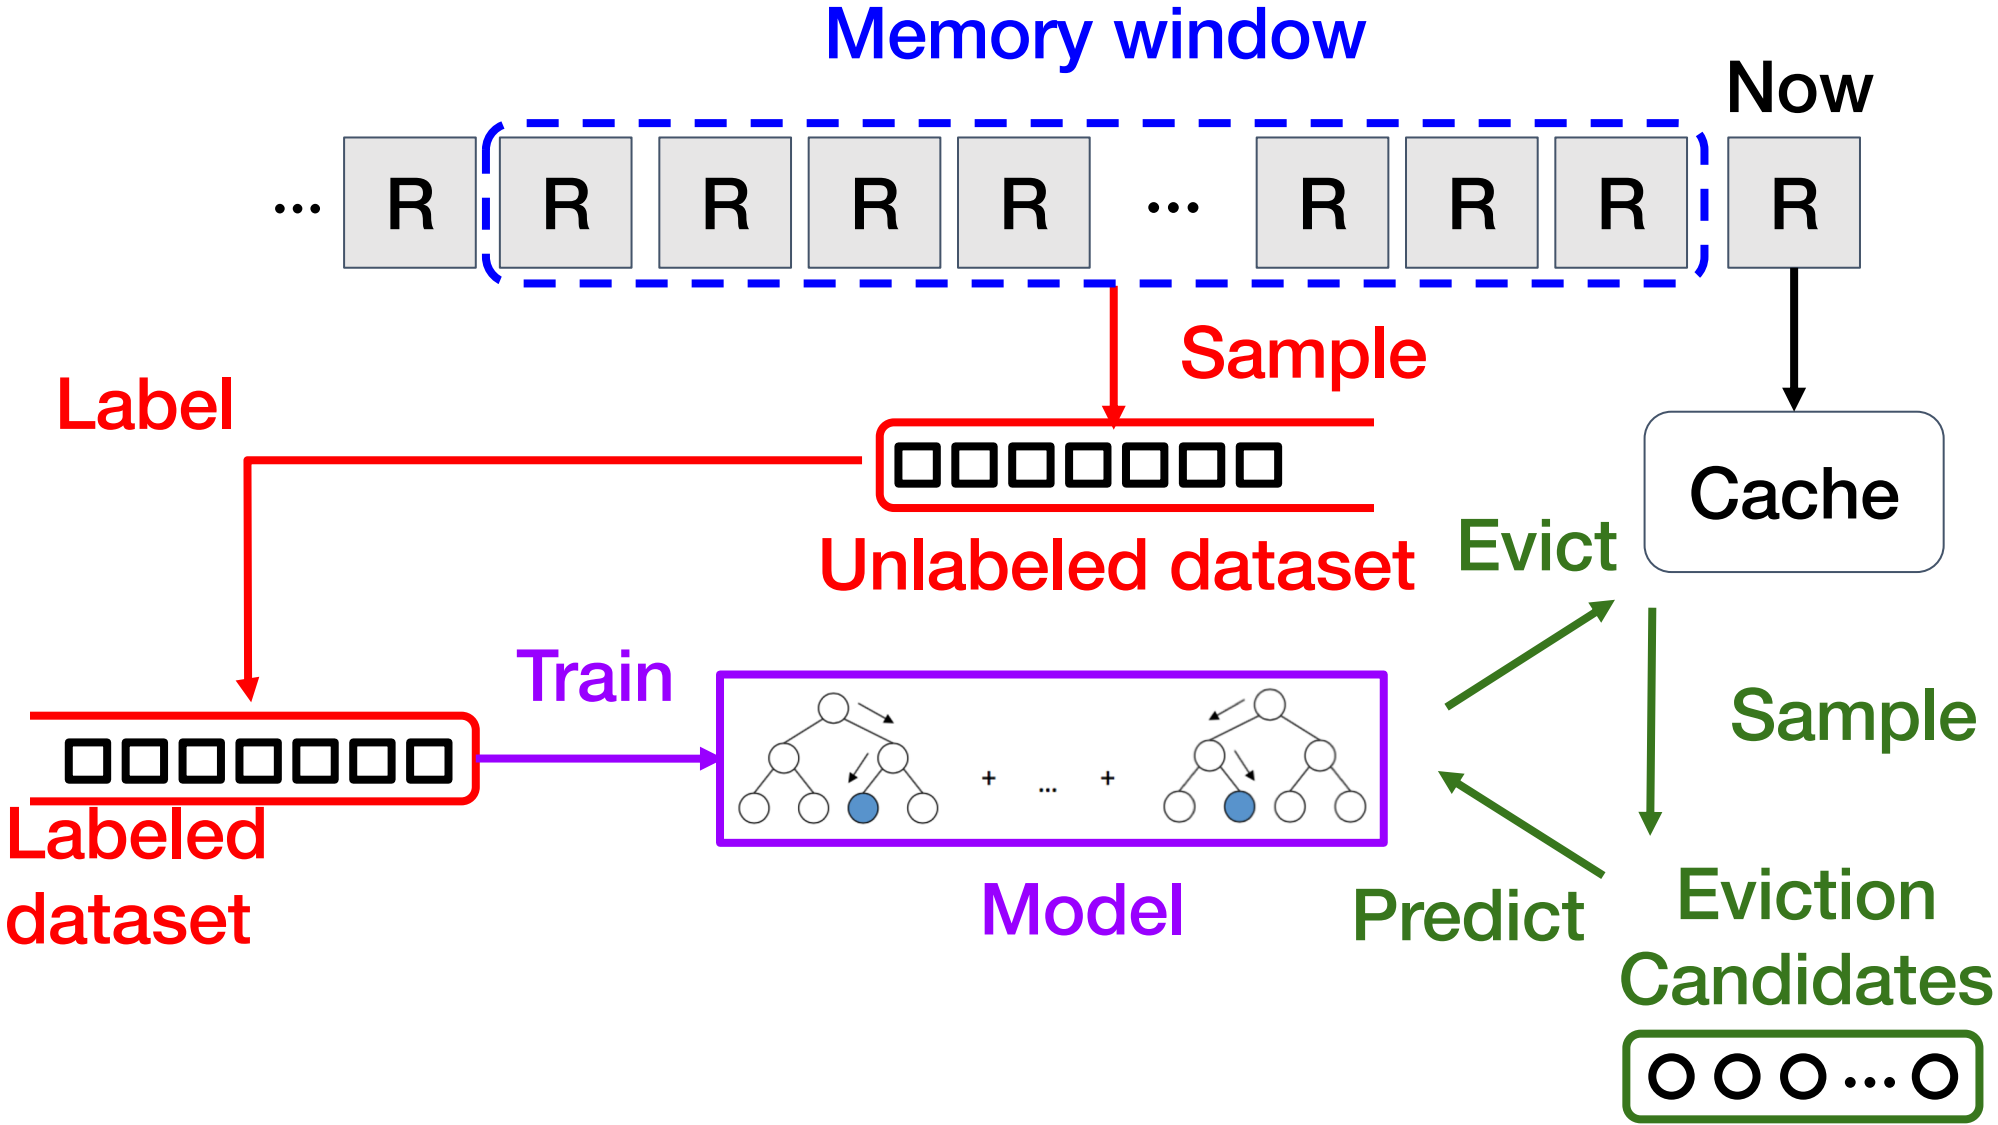 Memory window
Now
... R R R R R ... R R R R
Sample
Label
Cache
Evict
Unlabeled dataset
Train
Sample
+ ... +
Labeled
dataset
Model
Predict
Eviction
Candidates
...